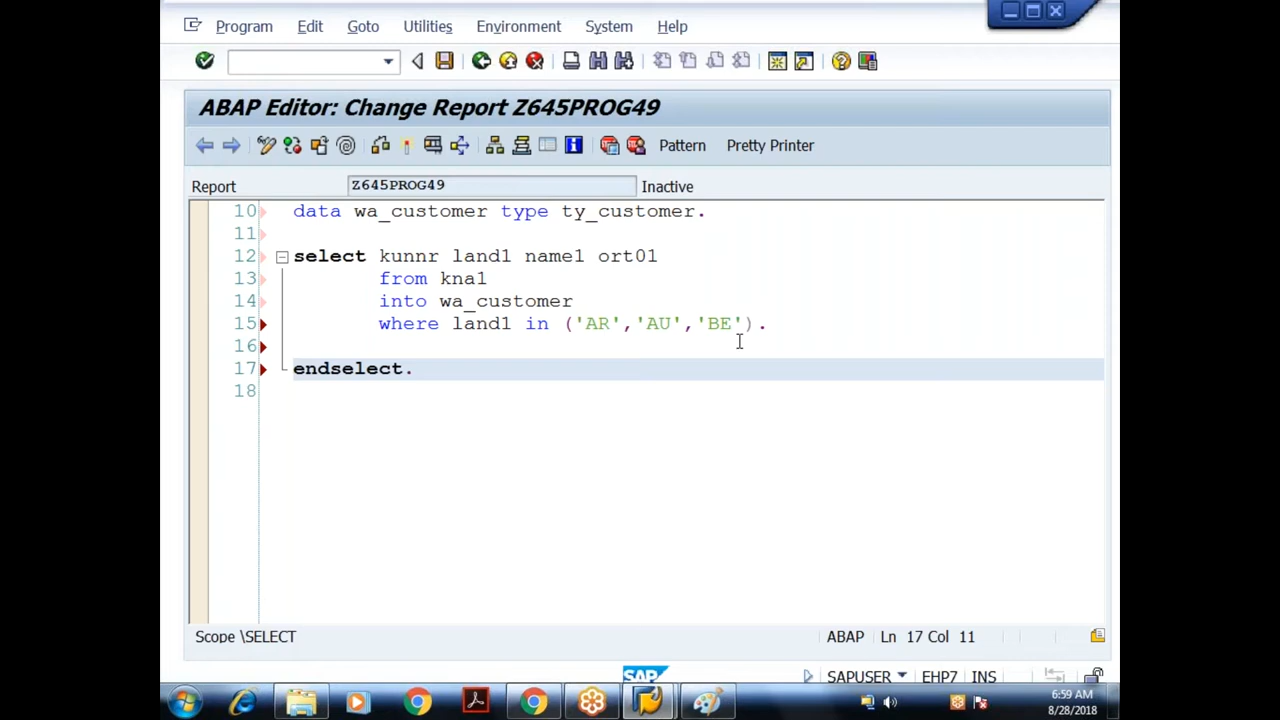 Program Edit Goto Utilities Environment System Help
ABAP Editor: Change Report Z645PROG49
Pattern Pretty Printer
Report Z645PROG49 Inactive
10 data wa_customer type ty_customer.
11
12 select kunnr land1 name1 ort01
13 from kna1
14 into wa_customer
15 where land1 in ('AR','AU','BE').
16
17 endselect.
18
Scope \SELECT ABAP Ln 17 Col 11
SAP SAPUSER EHP7 INS
6:59 AM
8/28/2018